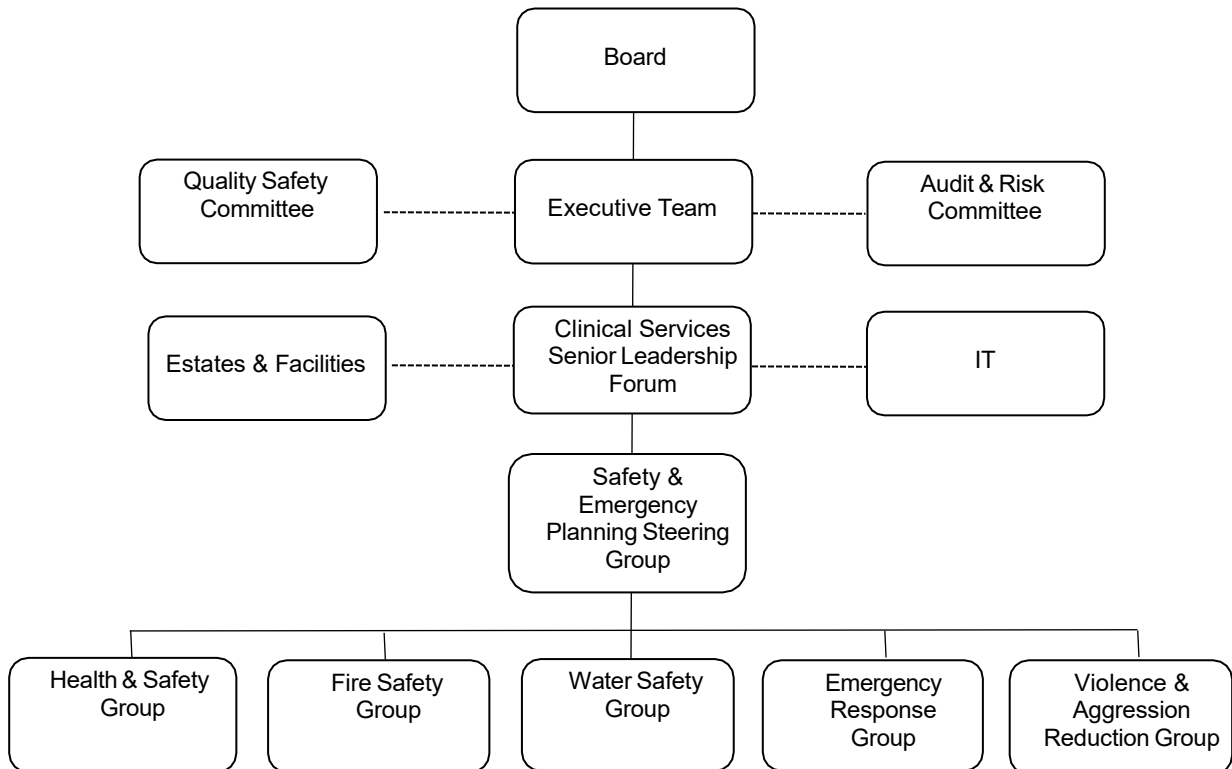 Board
Quality Safety
Committee
Executive Team
Audit & Risk
Committee
Estates & Facilities
Clinical Services
Senior Leadership
Forum
IT
Safety &
Emergency
Planning Steering
Group
Health & Safety
Group
Fire Safety
Group
Water Safety
Group
Emergency
Response
Group
Violence &
Aggression
Reduction Group